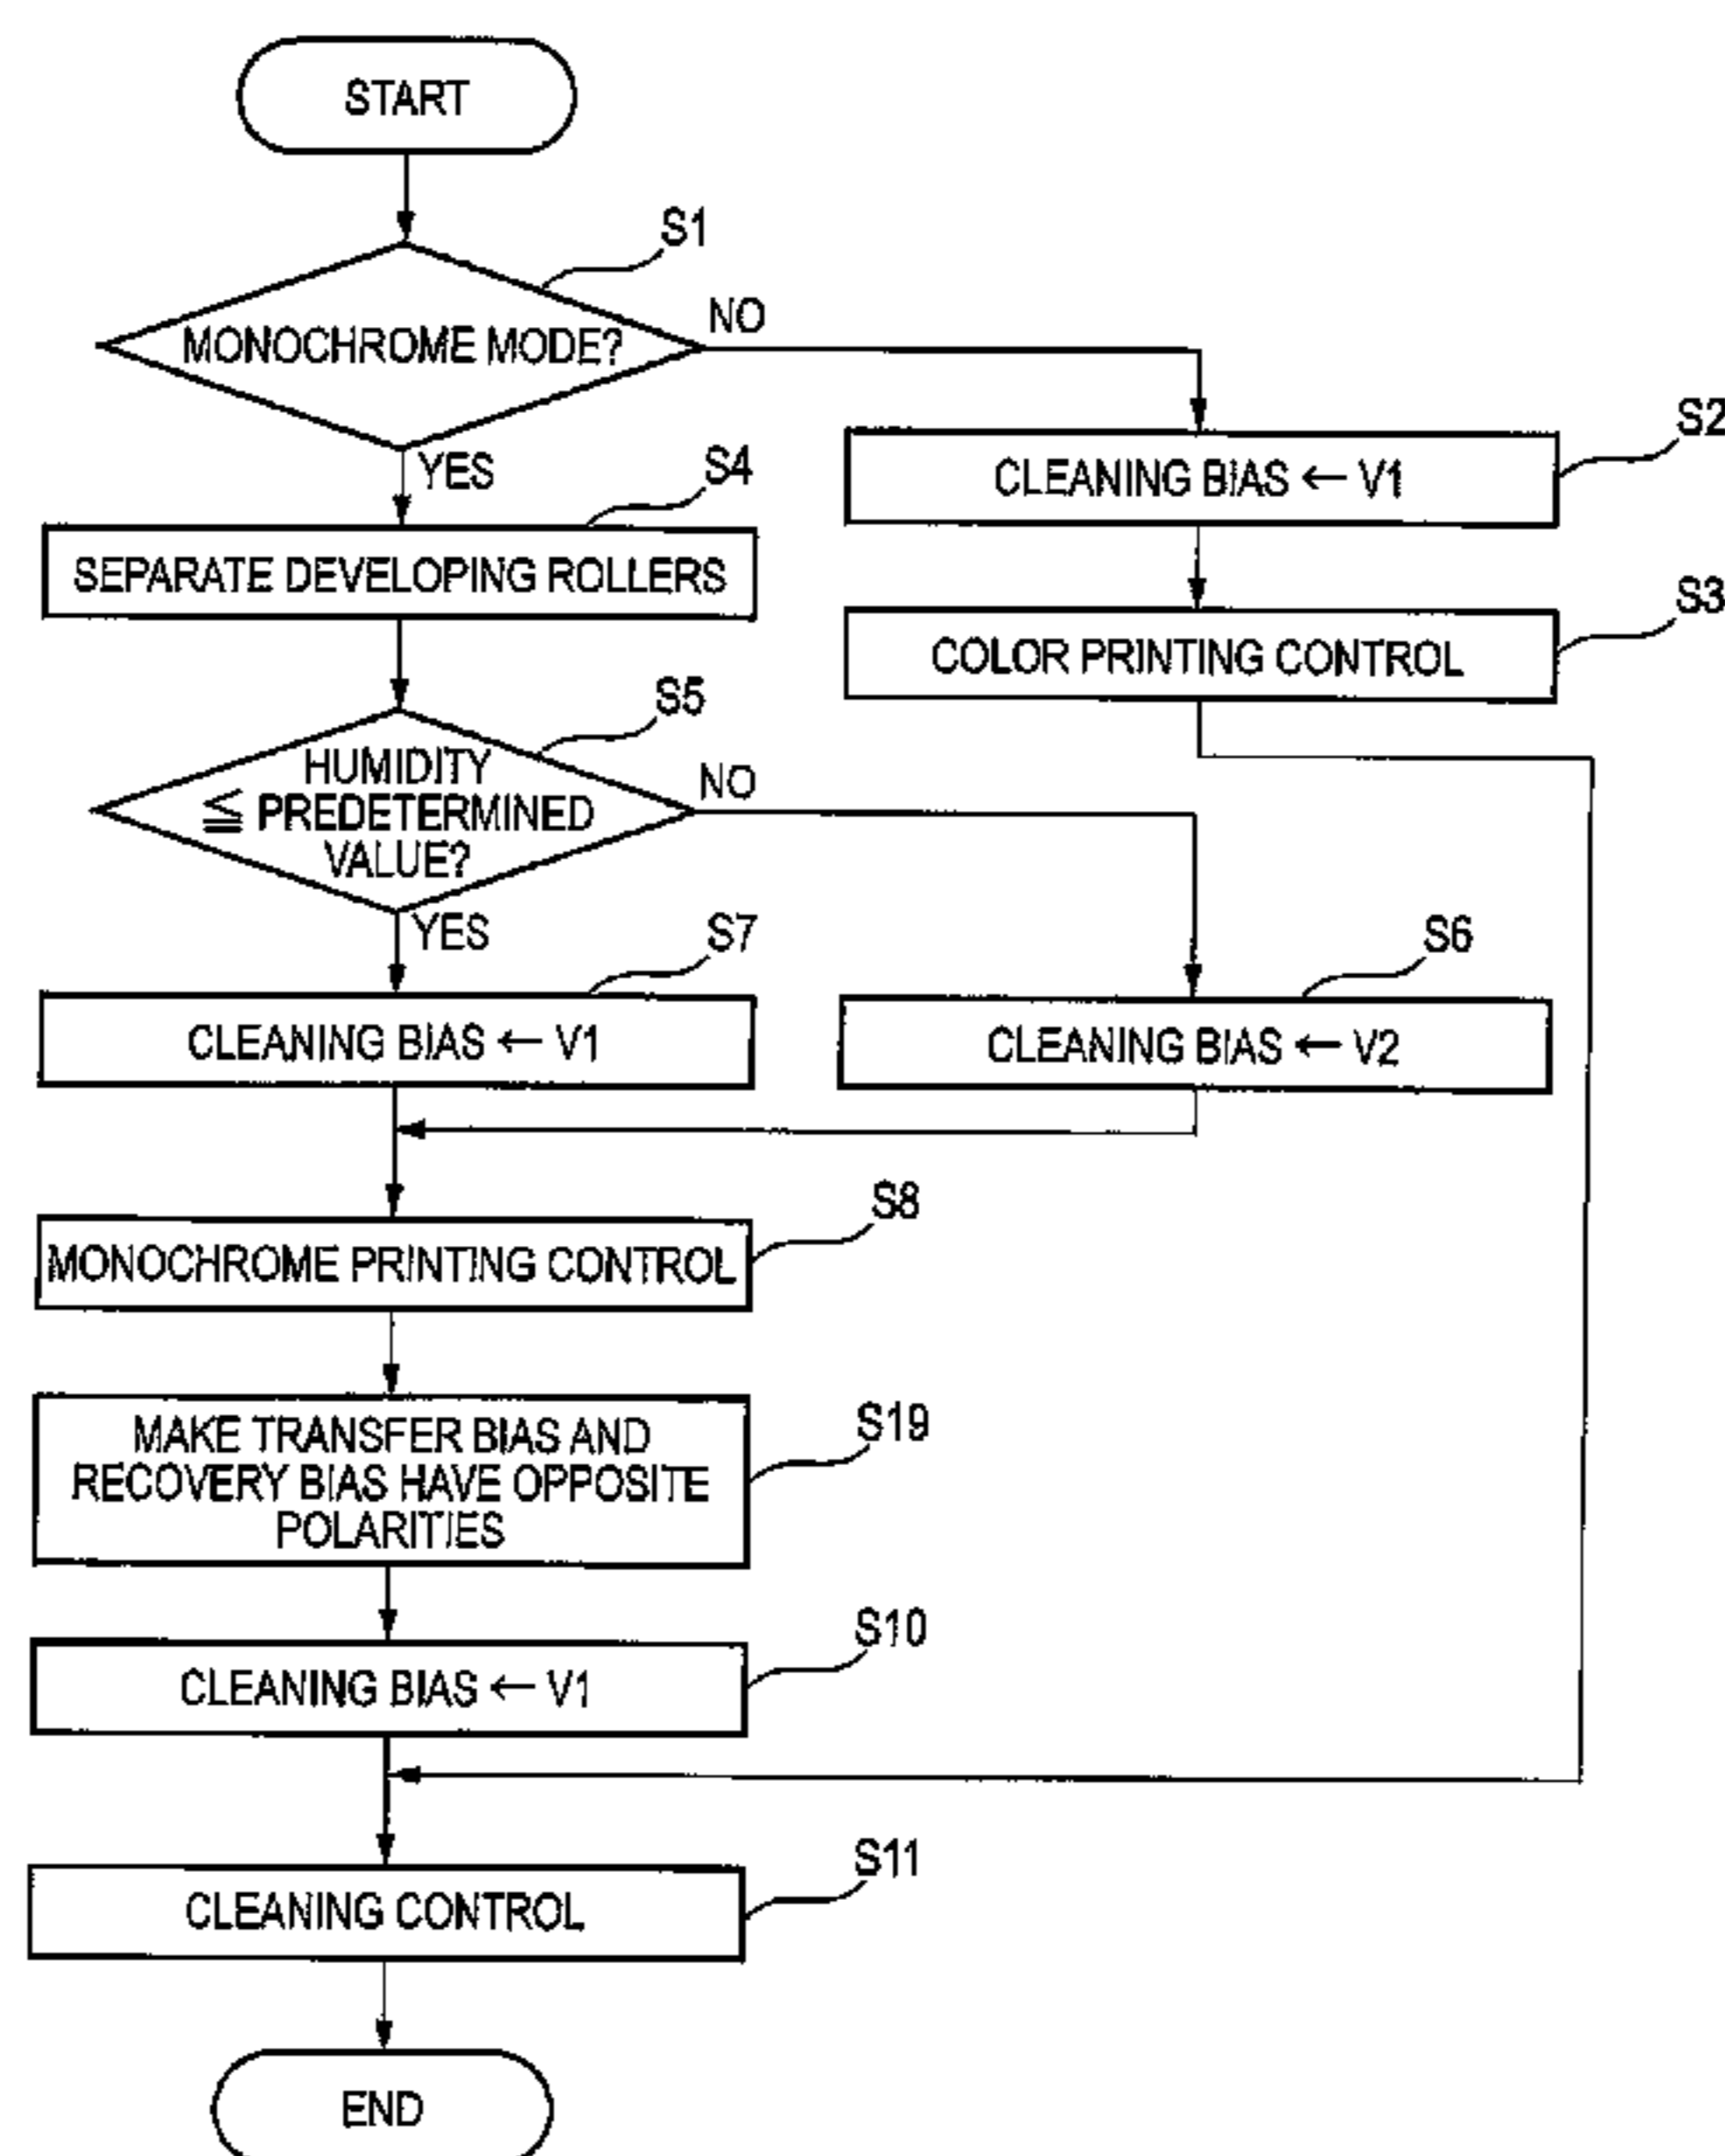 START
S1
MONOCHROME MODE?
NO
YES
S2
CLEANING BIAS ← V1
S4
SEPARATE DEVELOPING ROLLERS
S3
COLOR PRINTING CONTROL
S5
HUMIDITY
≦ PREDETERMINED
VALUE?
NO
YES
S7
CLEANING BIAS ← V1
S6
CLEANING BIAS ← V2
S8
MONOCHROME PRINTING CONTROL
S19
MAKE TRANSFER BIAS AND
RECOVERY BIAS HAVE OPPOSITE
POLARITIES
S10
CLEANING BIAS ← V1
S11
CLEANING CONTROL
END